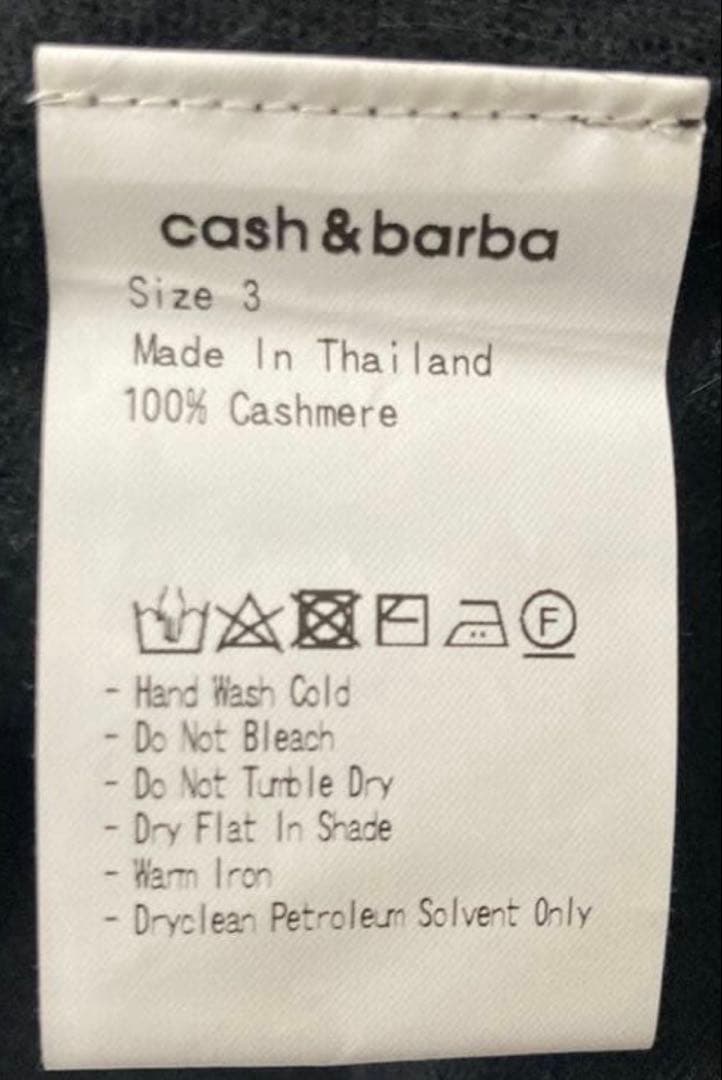 cash & barba
Size 3
Made In Thailand
100% Cashmere
F
- Hand Wash Cold
- Do Not Bleach
- Do Not Tumble Dry
- Dry Flat In Shade
- Warm Iron
- Dryclean Petroleum Solvent Only